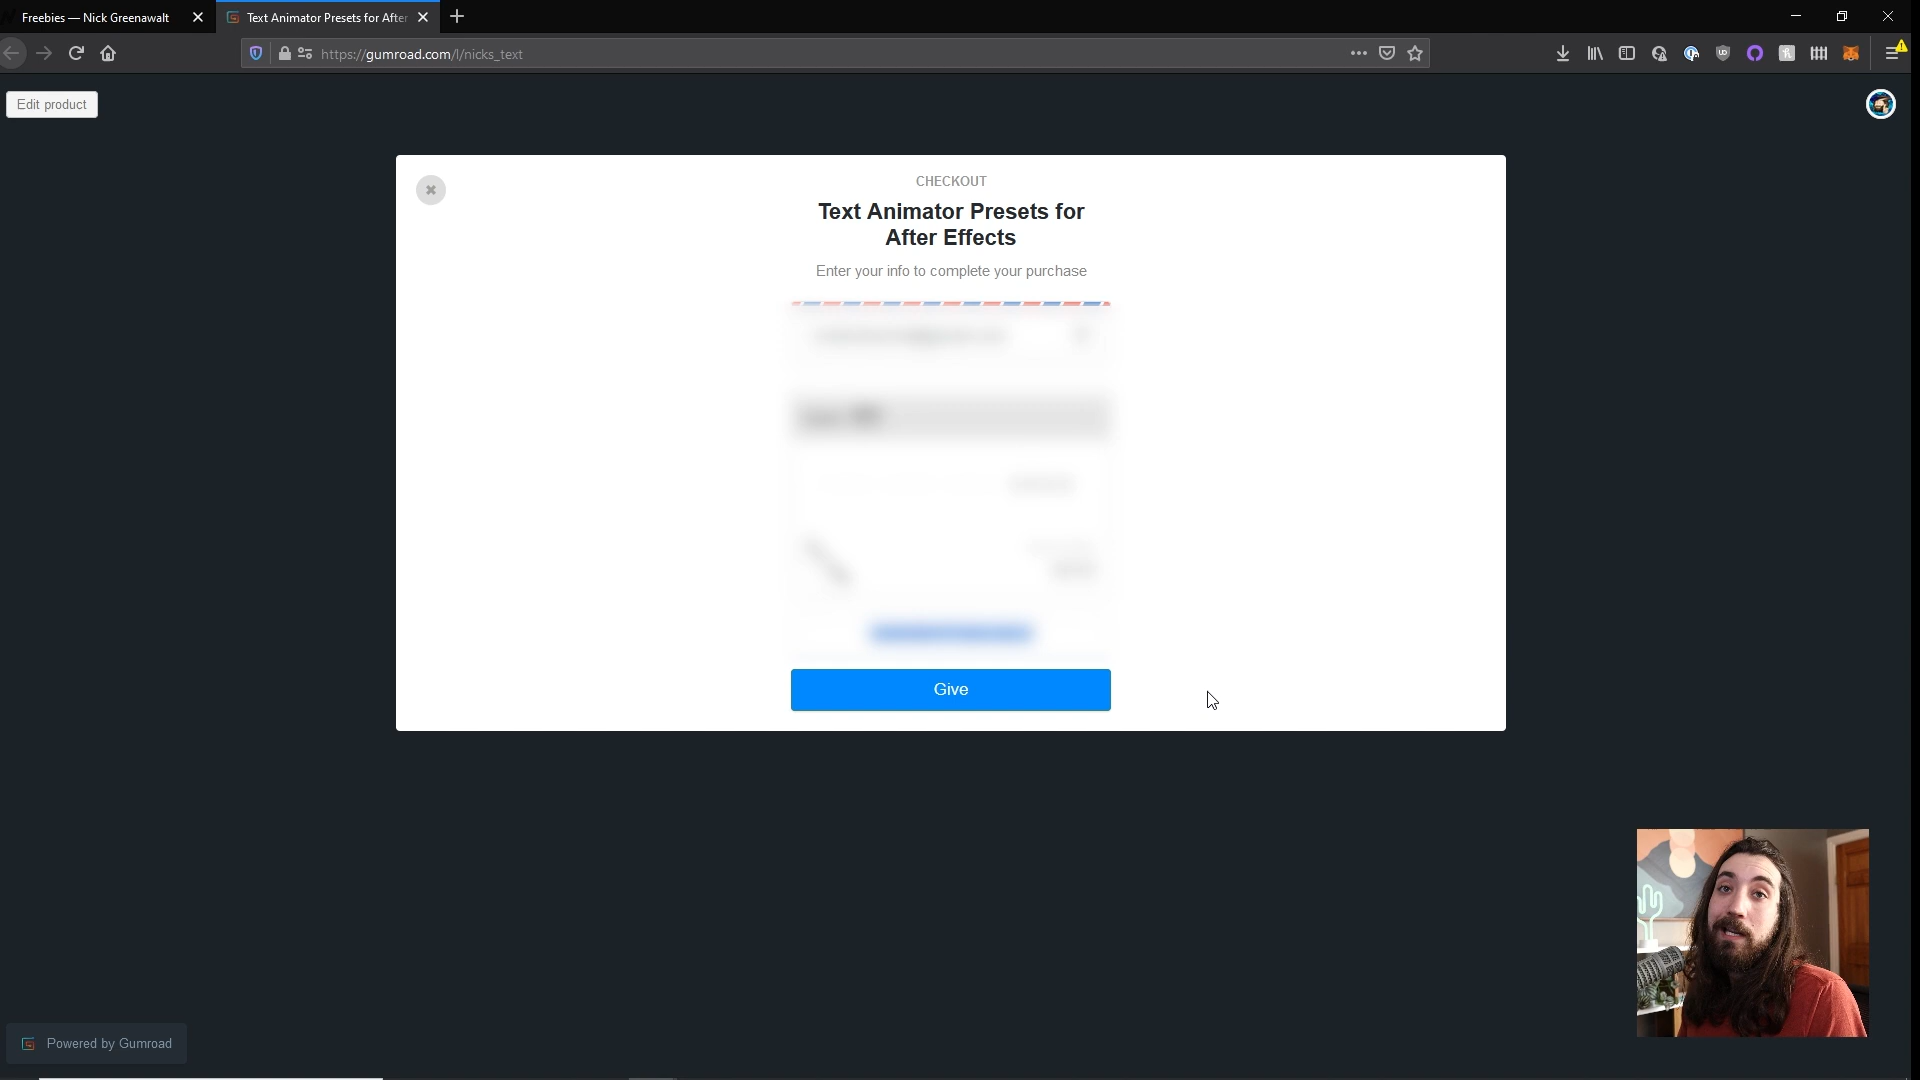 Freebies — Nick Greenawalt
Text Animator Presets for After
https://gumroad.com/l/nicks_text
Edit product
CHECKOUT
Text Animator Presets for
After Effects
Enter your info to complete your purchase
Give
Powered by Gumroad